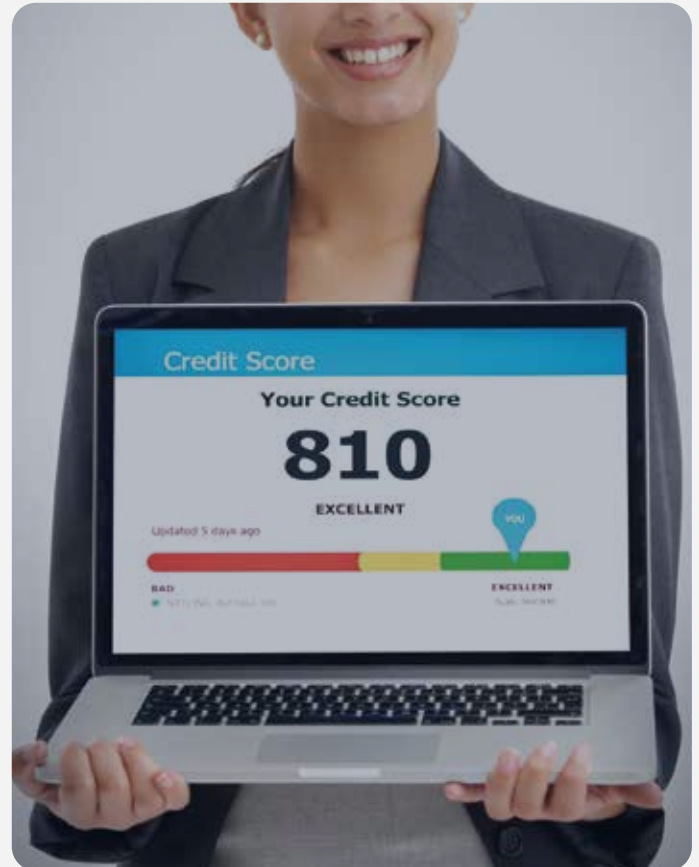 Credit Score
Your Credit Score
810
EXCELLENT
YOU
Updated 5 days ago
BAD
EXCELLENT